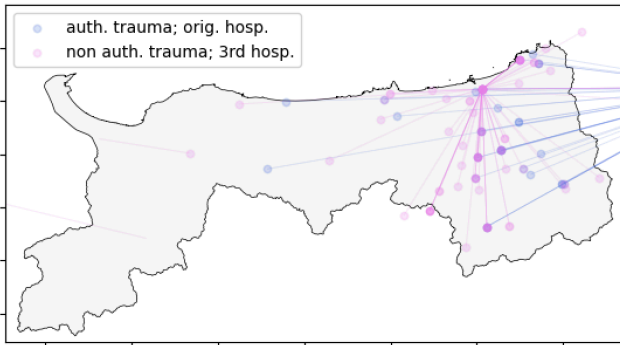 auth. trauma; orig. hosp.
non auth. trauma; 3rd hosp.